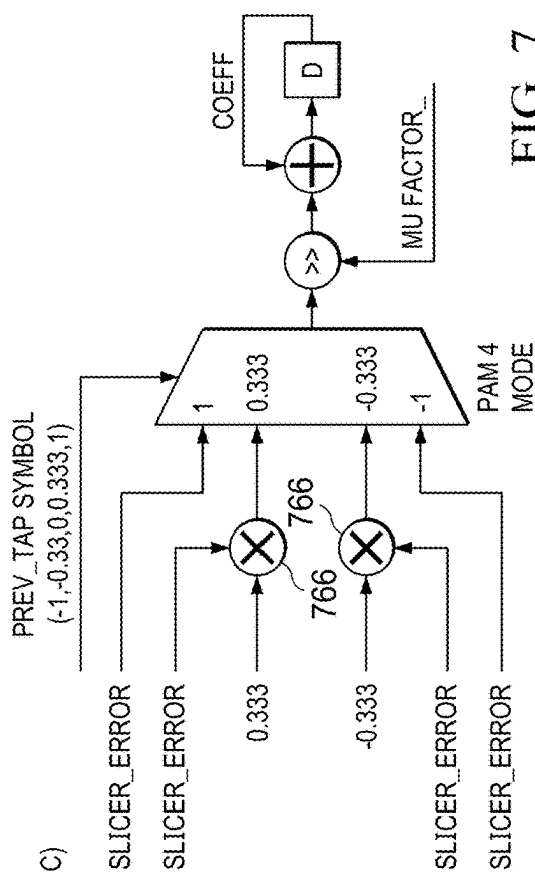 C)
PREV_TAP SYMBOL
(-1,-0.33,0,0.333,1)
SLICER_ERROR
SLICER_ERROR
0.333
-0.333
SLICER_ERROR
SLICER_ERROR
766
766
1
0.333
-0.333
-1
PAM 4
MODE
>>
MU FACTOR_
COEFF
D
FIG. 7